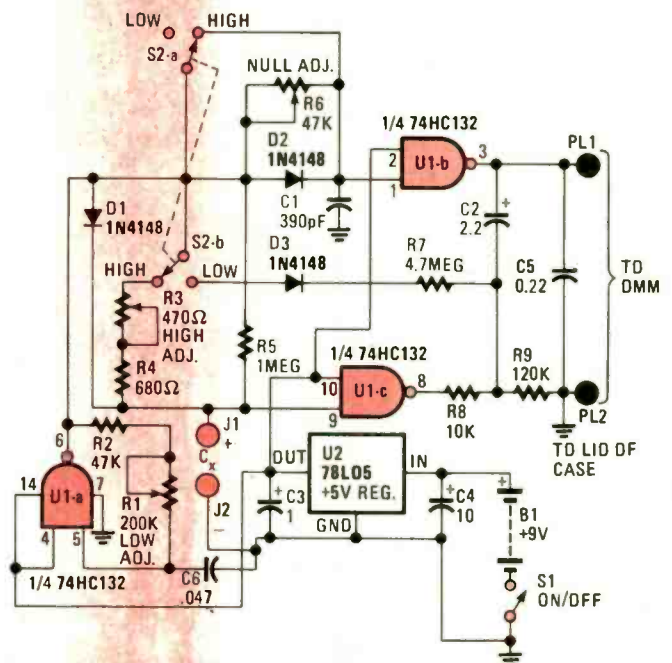 LOW
HIGH
S2-a
NULL ADJ.
R6
47K
1/4 74HC132
2
U1-b
3
1
PL1
D2
1N4148
C1
390pF
D1
1N4148
S2-b
HIGH
LOW
D3
1N4148
R7
4.7MEG
+
C2
2.2
C5
0.22
TO
DMM
R3
470Ω
HIGH
ADJ.
R4
680Ω
R5
1MEG
1/4 74HC132
10
U1-c
8
9
R8
10K
R9
120K
PL2
TO LID OF
CASE
J1
+
Cx
J2
−
6
R2
47K
14
U1-a
7
4
5
R1
200K
LOW
ADJ.
1/4 74HC132
C6
.047
OUT
U2
78L05
+5V REG.
IN
GND
+
C3
1
+
C4
10
+
B1
+9V
S1
ON/OFF